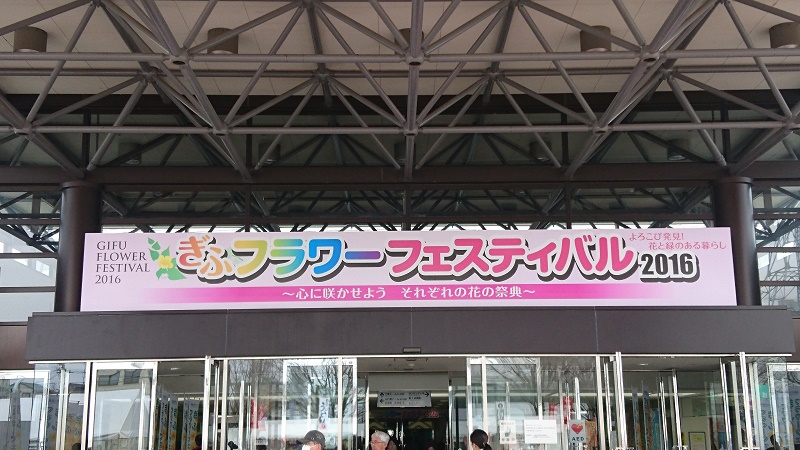 GIFU
FLOWER
FESTIVAL
2016
ぎふフラワーフェスティバル2016
よろこび発見!
花と緑のある暮らし
～心に咲かせよう それぞれの花の祭典～
AED